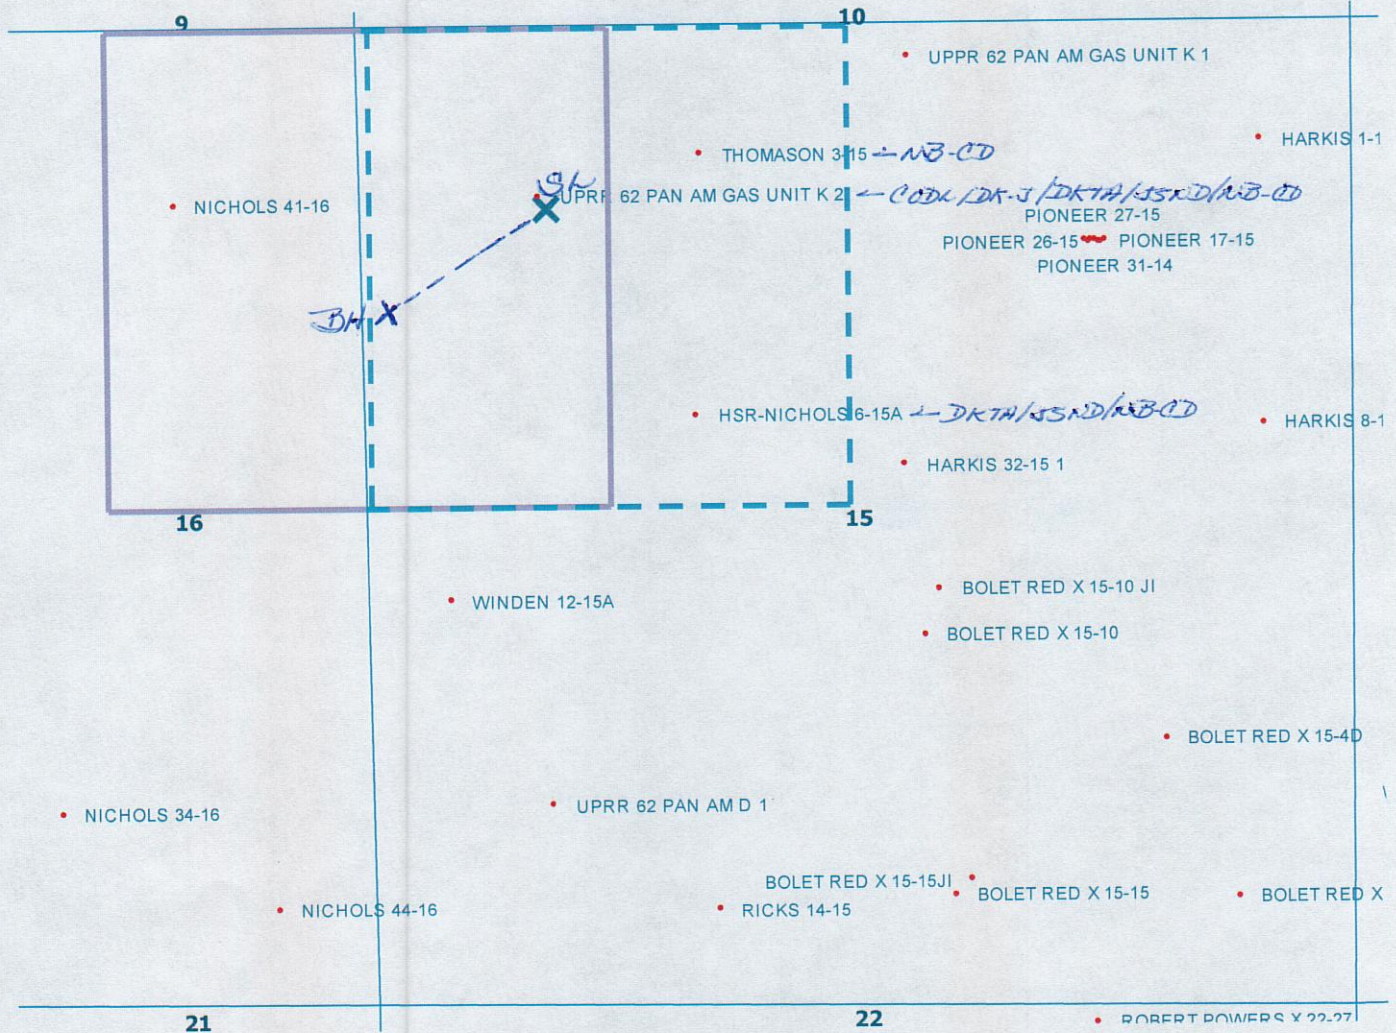 9
10
UPPR 62 PAN AM GAS UNIT K 1
HARKIS 1-1
THOMASON 3-15 ← NB-CD
SL
UPRR 62 PAN AM GAS UNIT K 2 ← CODL/DK-J/DKTA/JSND/NB-CD
NICHOLS 41-16
PIONEER 27-15
PIONEER 26-15 PIONEER 17-15
PIONEER 31-14
BH X
HSR-NICHOLS 6-15A ← DKTA/JSND/NB-CD
HARKIS 8-1
HARKIS 32-15 1
16
15
BOLET RED X 15-10 JI
WINDEN 12-15A
BOLET RED X 15-10
BOLET RED X 15-4D
UPRR 62 PAN AM D 1
NICHOLS 34-16
BOLET RED X 15-15JI
BOLET RED X 15-15
BOLET RED X
NICHOLS 44-16
RICKS 14-15
21
22
ROBERT POWERS X 22-27